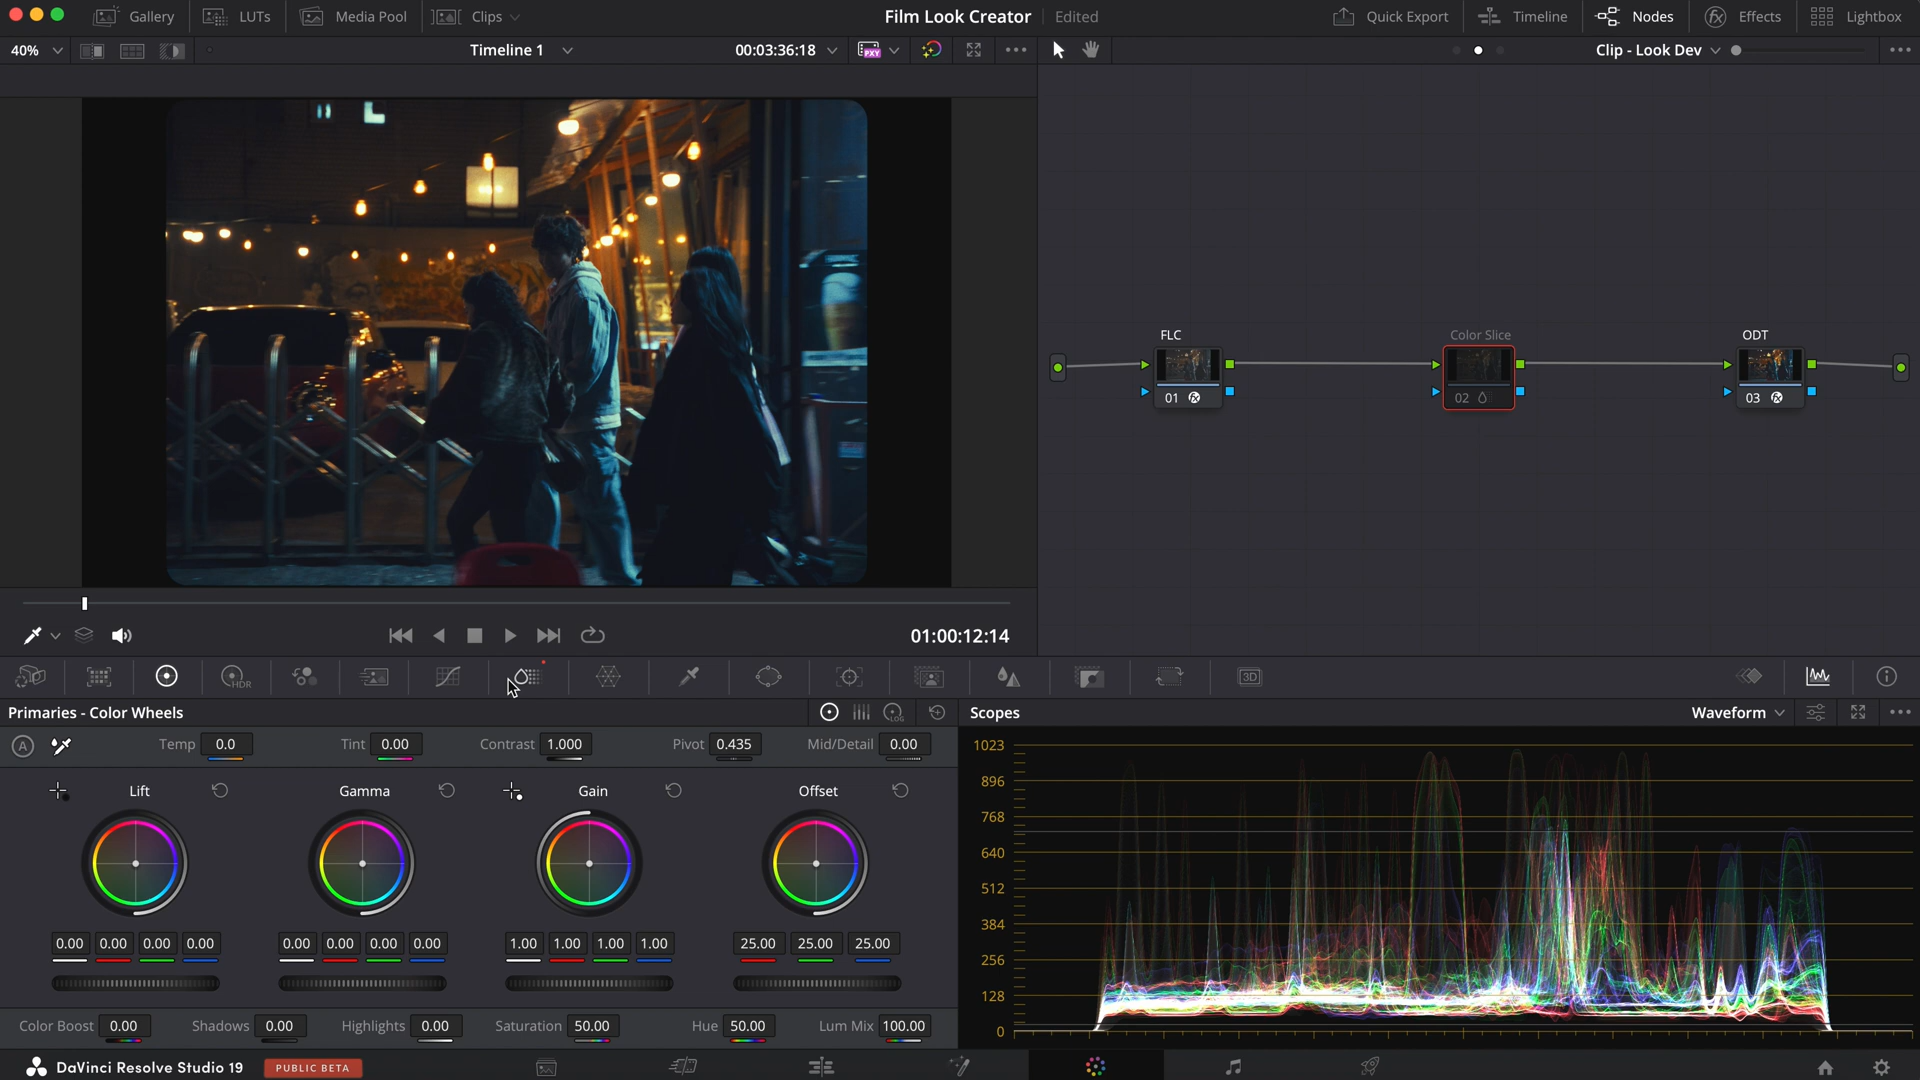 Gallery LUTs Media Pool Clips Film Look Creator Edited Quick Export Timeline Nodes Effects Lightbox
40% Timeline 1 00:03:36:18 PXY Clip - Look Dev
FLC Color Slice ODT
01 02 03
01:00:12:14
HDR 3D
Primaries - Color Wheels LOG Scopes Waveform
A Temp 0.0 Tint 0.00 Contrast 1.000 Pivot 0.435 Mid/Detail 0.00
Lift Gamma Gain Offset
0.00 0.00 0.00 0.00 0.00 0.00 0.00 0.00 1.00 1.00 1.00 1.00 25.00 25.00 25.00
Color Boost 0.00 Shadows 0.00 Highlights 0.00 Saturation 50.00 Hue 50.00 Lum Mix 100.00
1023
896
768
640
512
384
256
128
0
DaVinci Resolve Studio 19 PUBLIC BETA